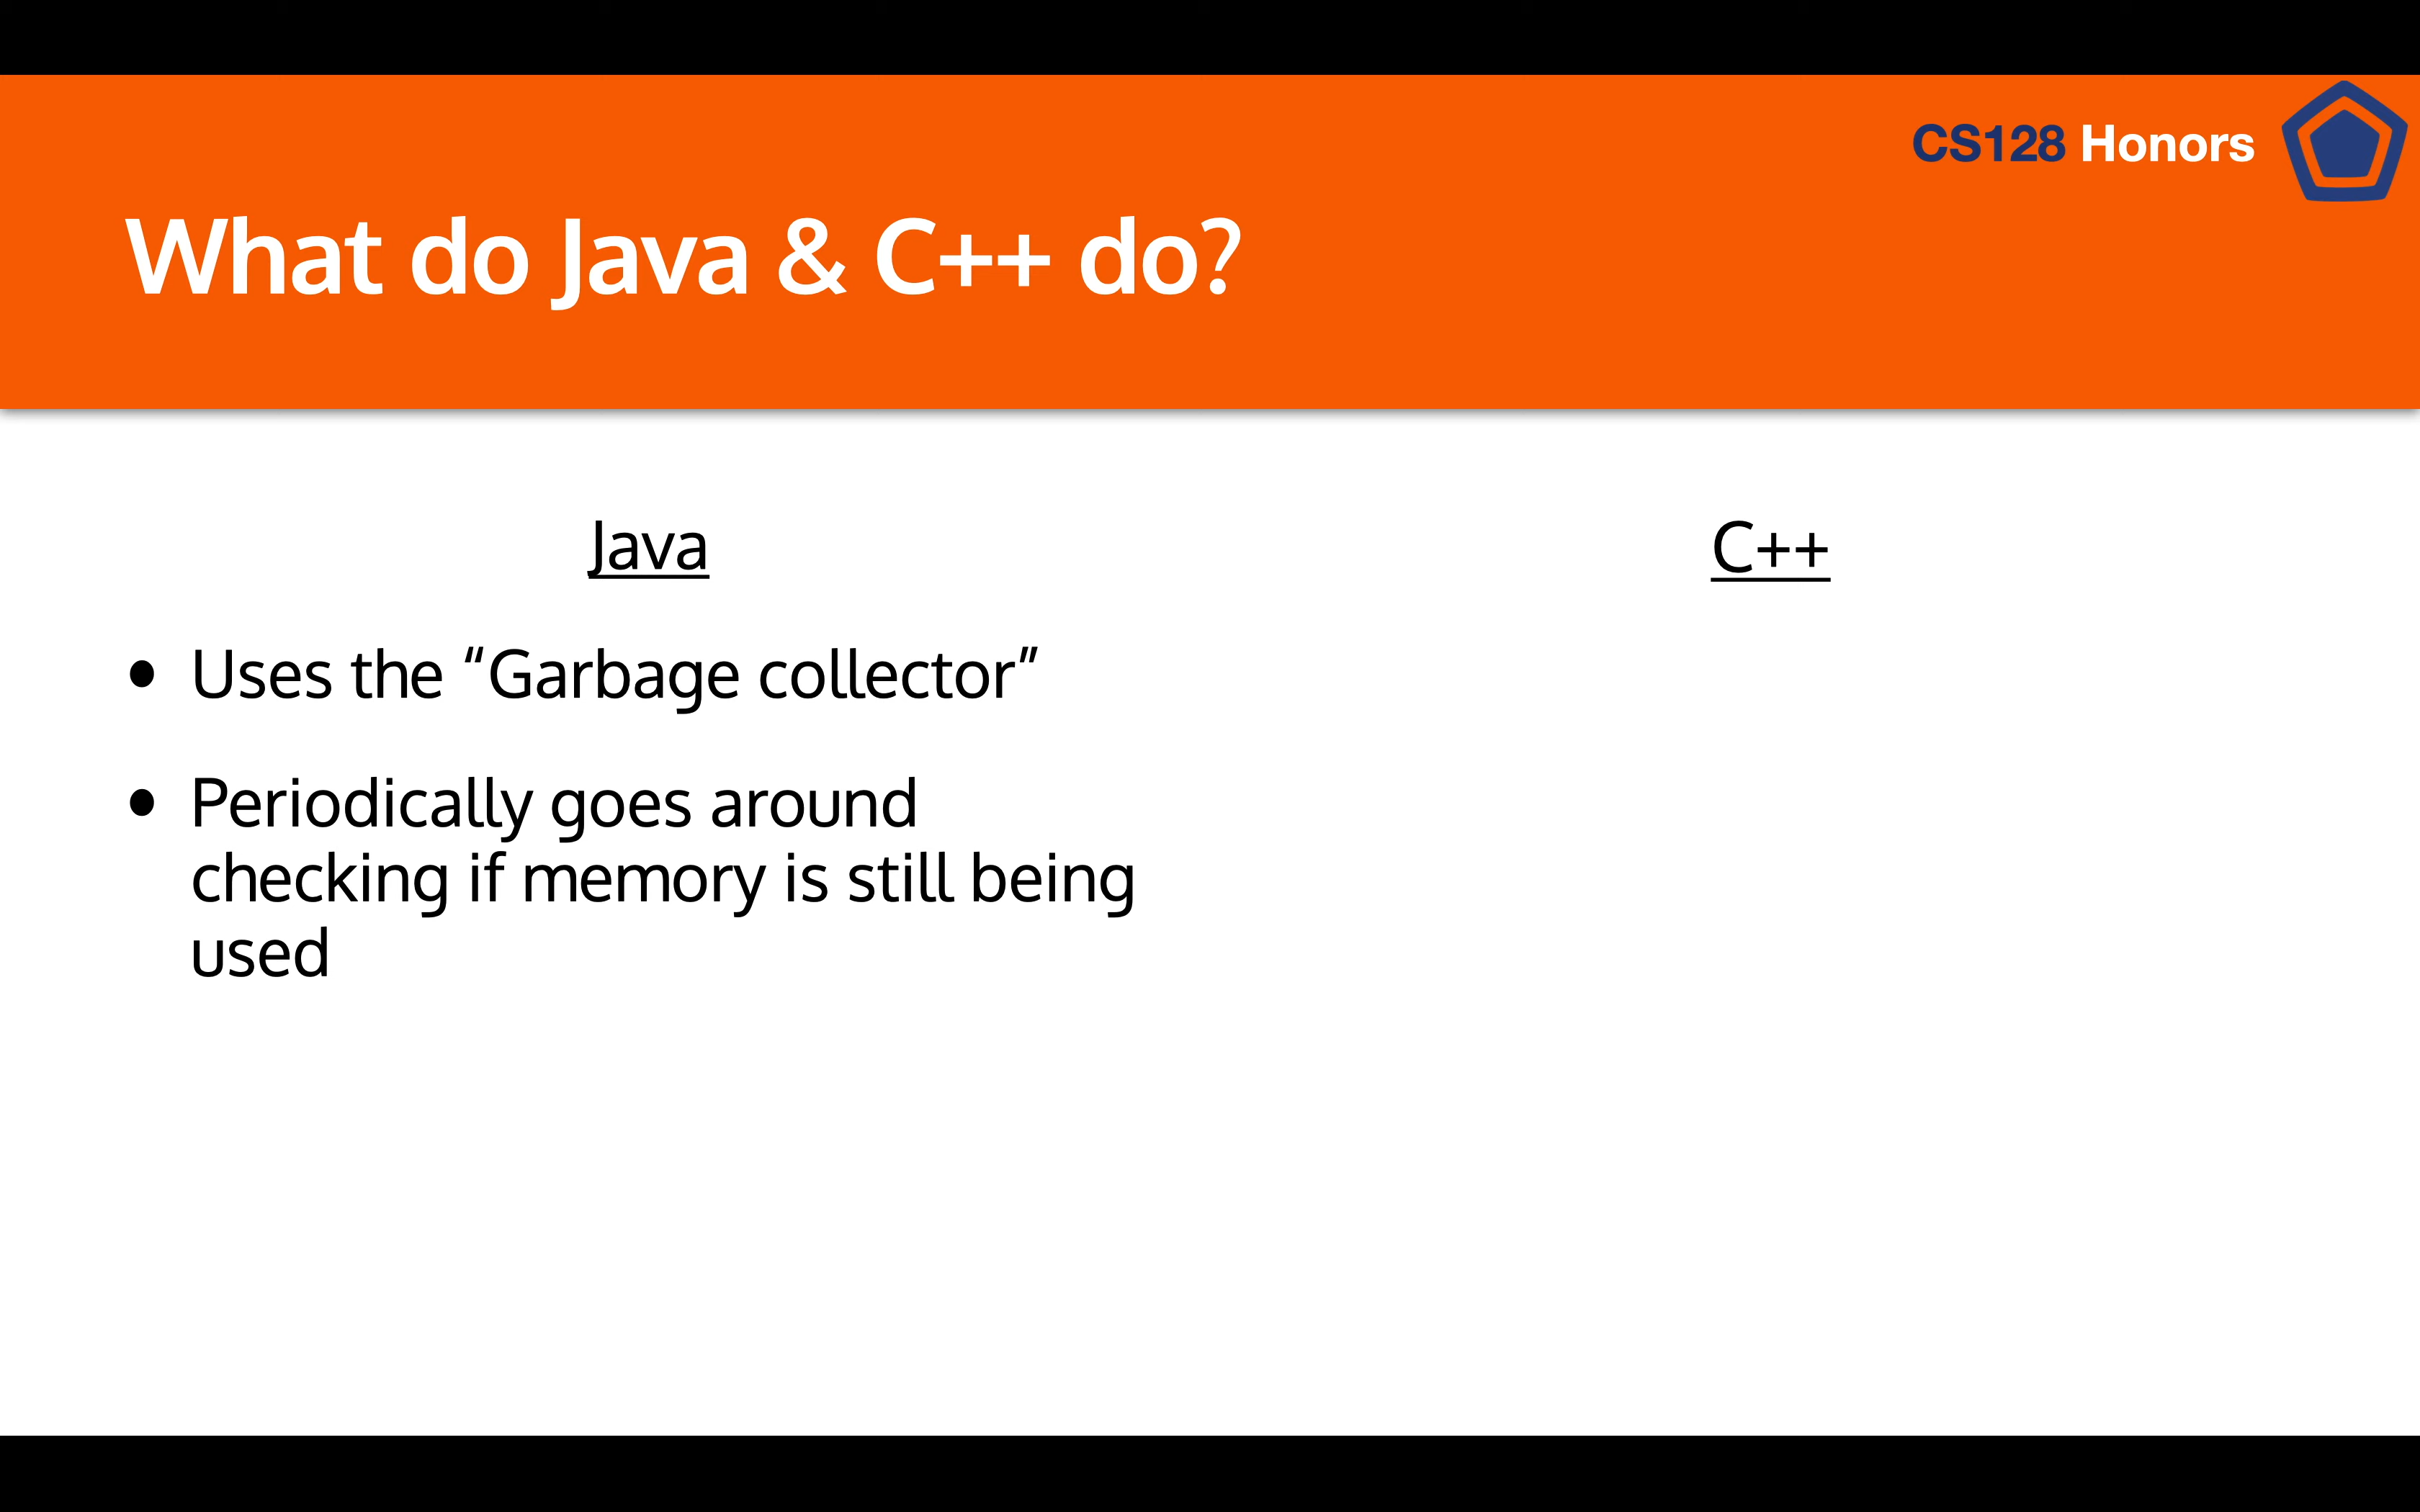 CS128 Honors
What do Java & C++ do?
Java
● Uses the “Garbage collector”
● Periodically goes around
checking if memory is still being
used
C++